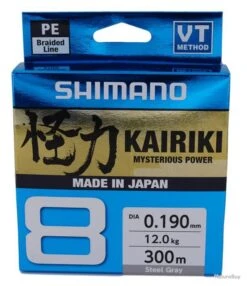 PE
Braided
Line
VT
METHOD
SHIMANO
怪力 KAIRIKI
MYSTERIOUS POWER
MADE IN JAPAN
8
DIA 0.190mm
12.0kg
300m
Steel Gray